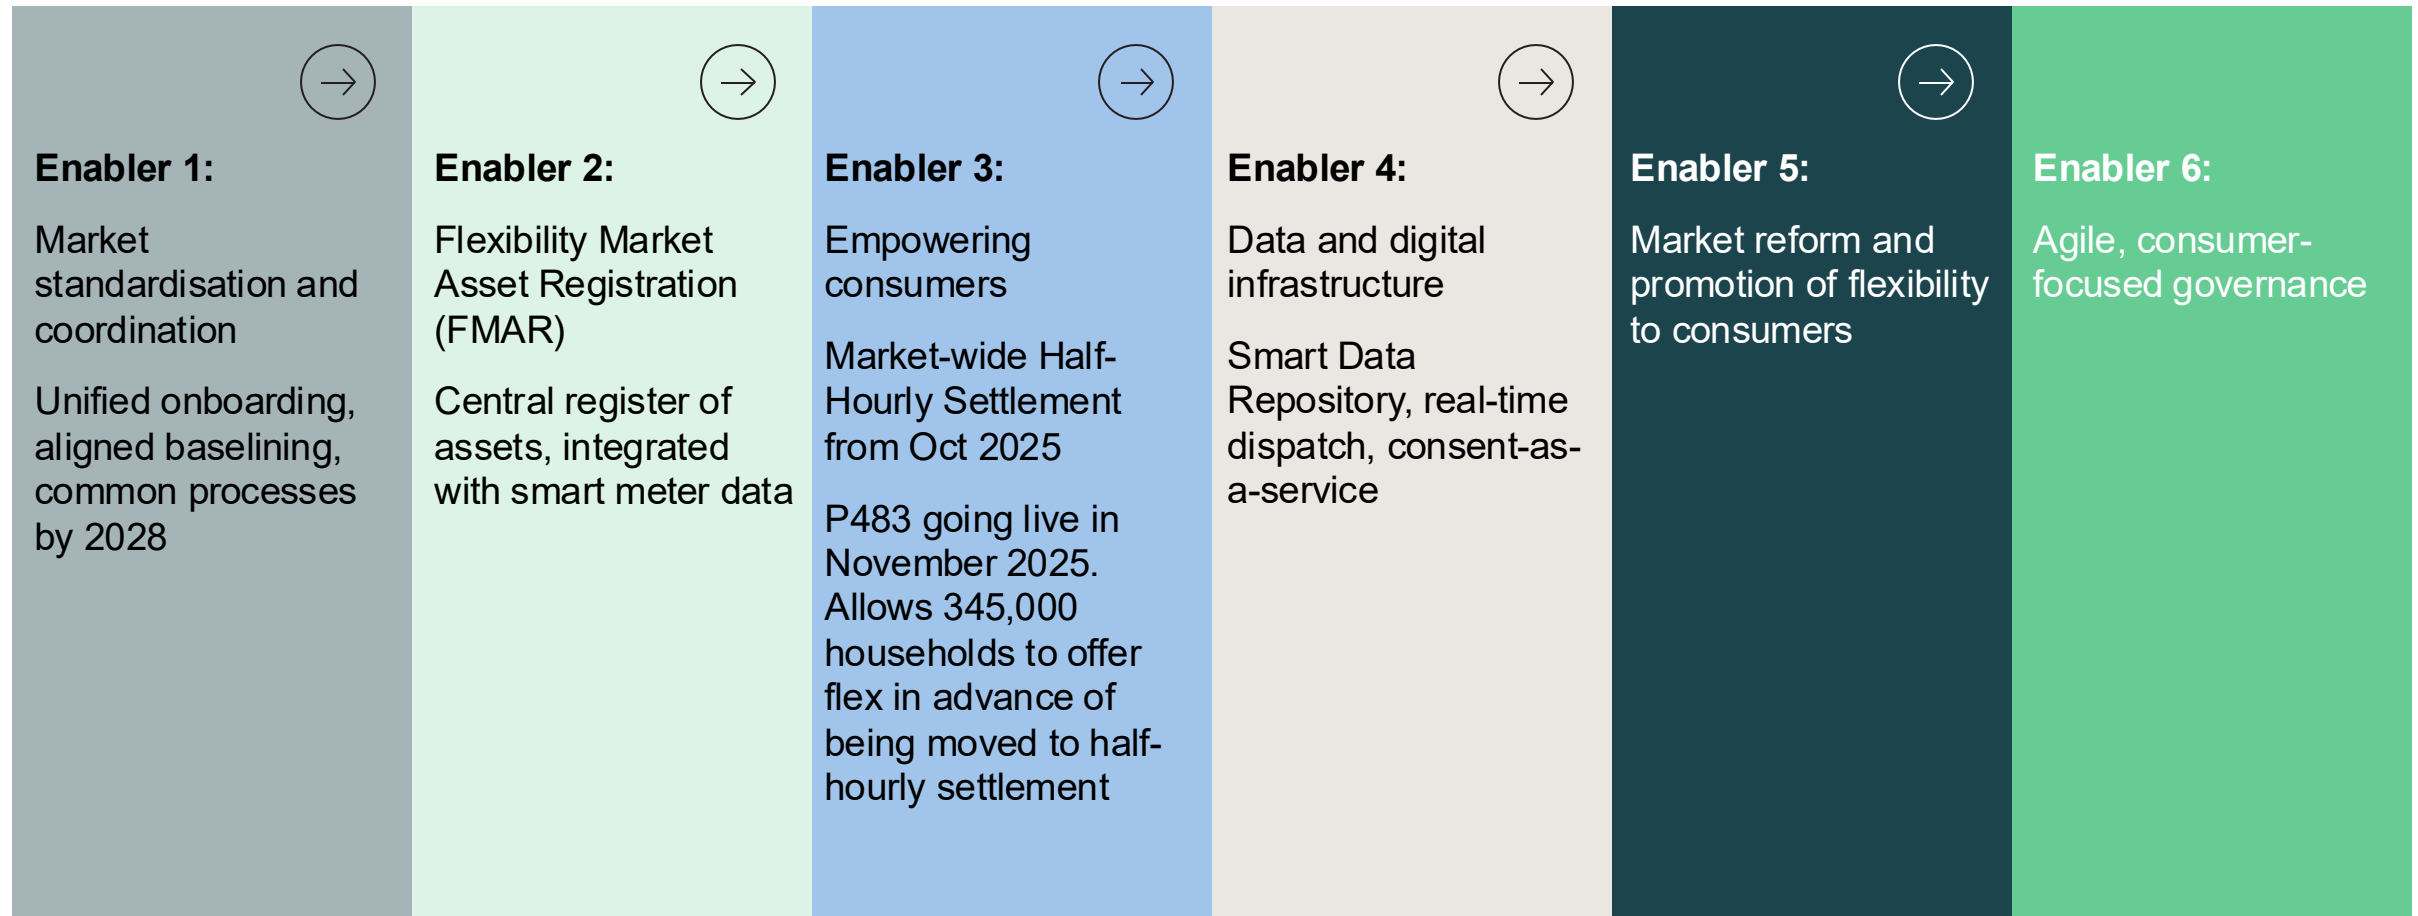 Enabler 1:
Market
standardisation and
coordination
Unified onboarding,
aligned baselining,
common processes
by 2028
Enabler 2:
Flexibility Market
Asset Registration
(FMAR)
Central register of
assets, integrated
with smart meter data
Enabler 3:
Empowering
consumers
Market-wide Half-
Hourly Settlement
from Oct 2025
P483 going live in
November 2025.
Allows 345,000
households to offer
flex in advance of
being moved to half-
hourly settlement
Enabler 4:
Data and digital
infrastructure
Smart Data
Repository, real-time
dispatch, consent-as-
a-service
Enabler 5:
Market reform and
promotion of flexibility
to consumers
Enabler 6:
Agile, consumer-
focused governance